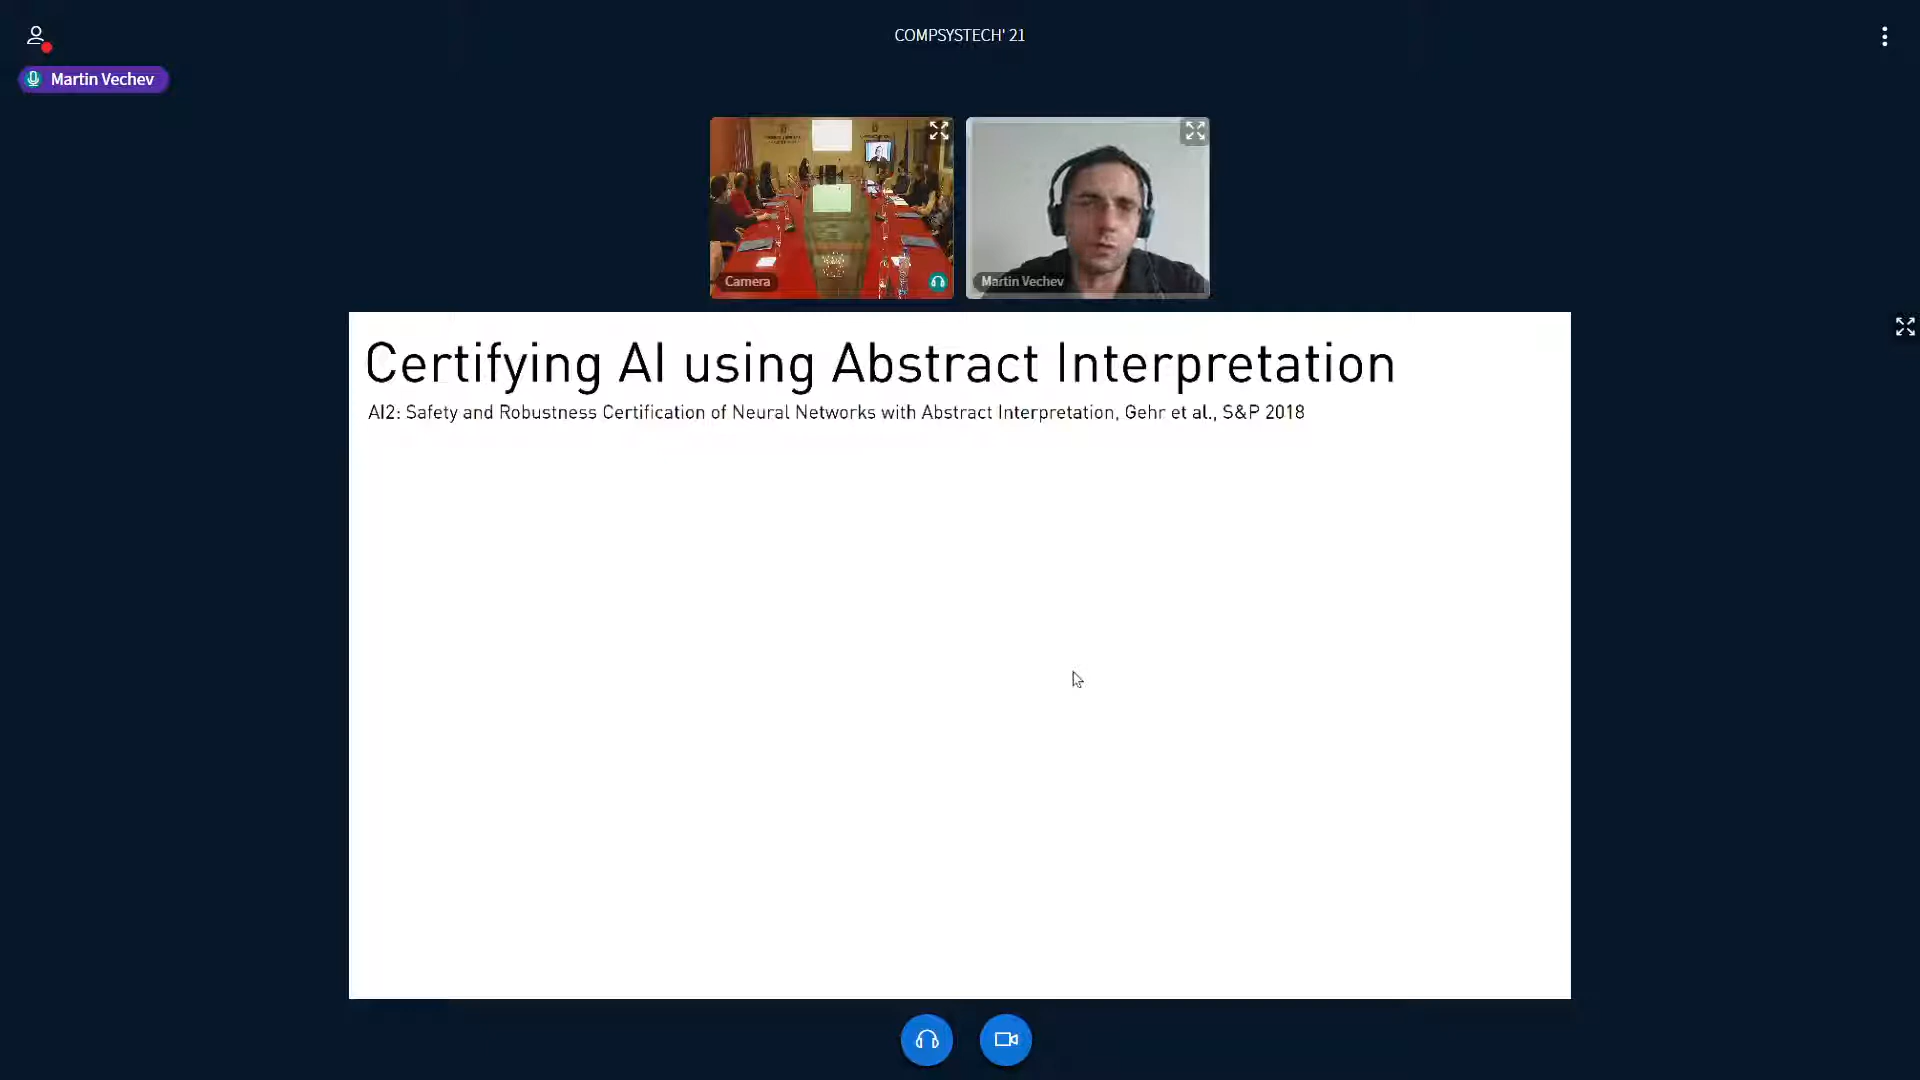 COMPSYSTECH' 21
Martin Vechev
Camera
Martin Vechev
Certifying AI using Abstract Interpretation
AI2: Safety and Robustness Certification of Neural Networks with Abstract Interpretation, Gehr et al., S&P 2018